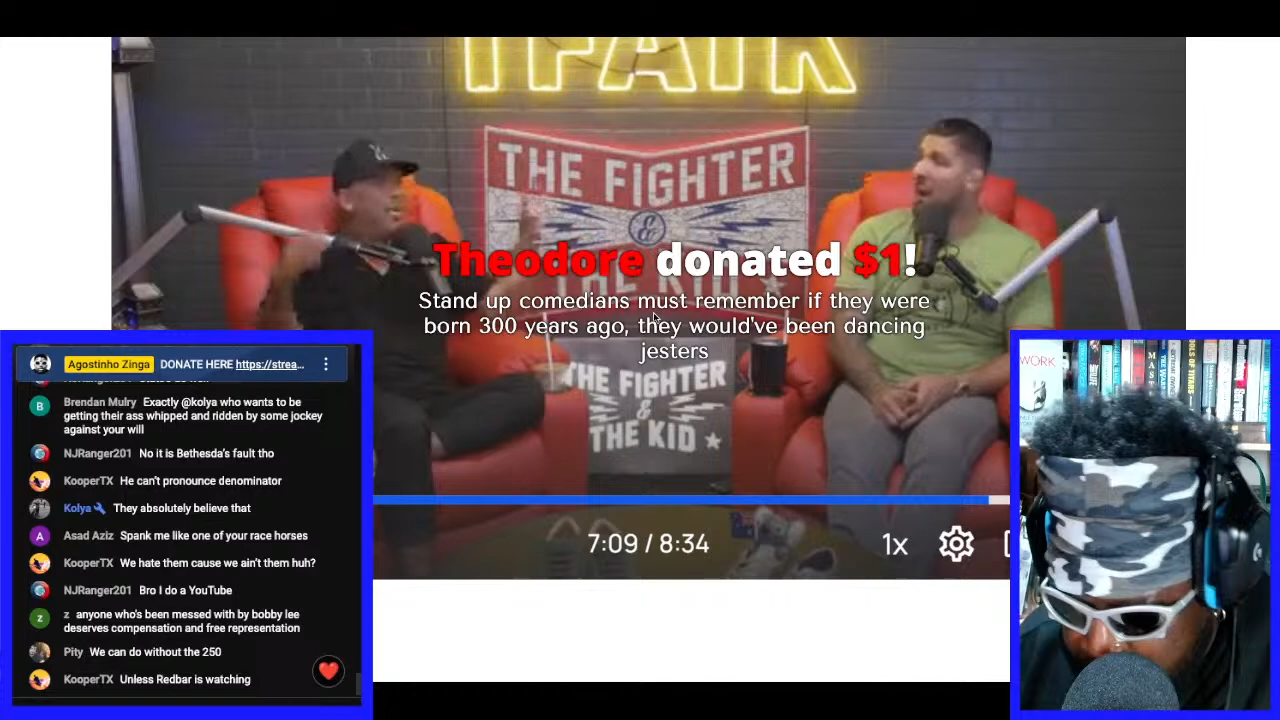 TFATK
THE FIGHTER
&
THE KID
Theodore donated $1!
Stand up comedians must remember if they were
born 300 years ago, they would've been dancing
jesters
THE FIGHTER
&
THE KID
7:09 / 8:34
1x
Agostinho Zinga DONATE HERE https://strea...
Brendan Mulry Exactly @kolya who wants to be
getting their ass whipped and ridden by some jockey
against your will
NJRanger201 No it is Bethesda's fault tho
KooperTX He can't pronounce denominator
Kolya They absolutely believe that
Asad Aziz Spank me like one of your race horses
KooperTX We hate them cause we ain't them huh?
NJRanger201 Bro I do a YouTube
z anyone who's been messed with by bobby lee
deserves compensation and free representation
Pity We can do without the 250
KooperTX Unless Redbar is watching
WORK